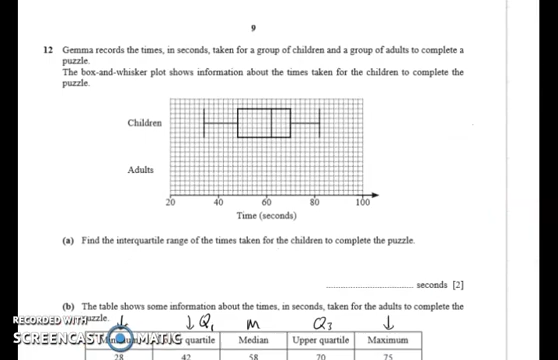 9
12 Gemma records the times, in seconds, taken for a group of children and a group of adults to complete a
puzzle.
The box-and-whisker plot shows information about the times taken for the children to complete the
puzzle.
Children
Adults
20 40 60 80 100
Time (seconds)
(a) Find the interquartile range of the times taken for the children to complete the puzzle.
seconds [2]
(b) The table shows some information about the times, in seconds, taken for the adults to complete the
puzzle.
RECORDED WITH
SCREENCAST MATIC
Q1 m Q3
quartile Median Upper quartile Maximum
28 42 58 70 75